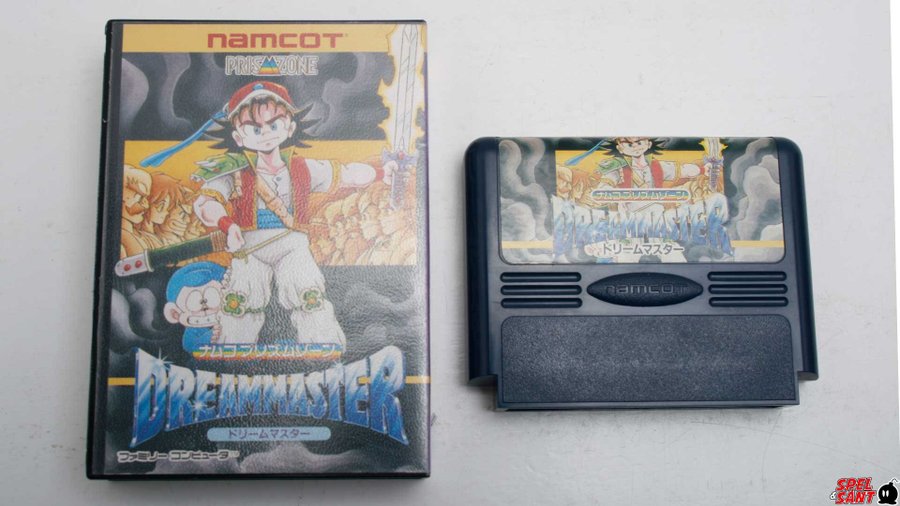 namcot
PRISM ZONE
ナムコ プリズムゾーン
DREAMMASTER
ドリームマスター
ファミリー コンピュータ™
ナムコ プリズムゾーン
DREAMMASTER
ドリームマスター
namcot
SPEL
SANT